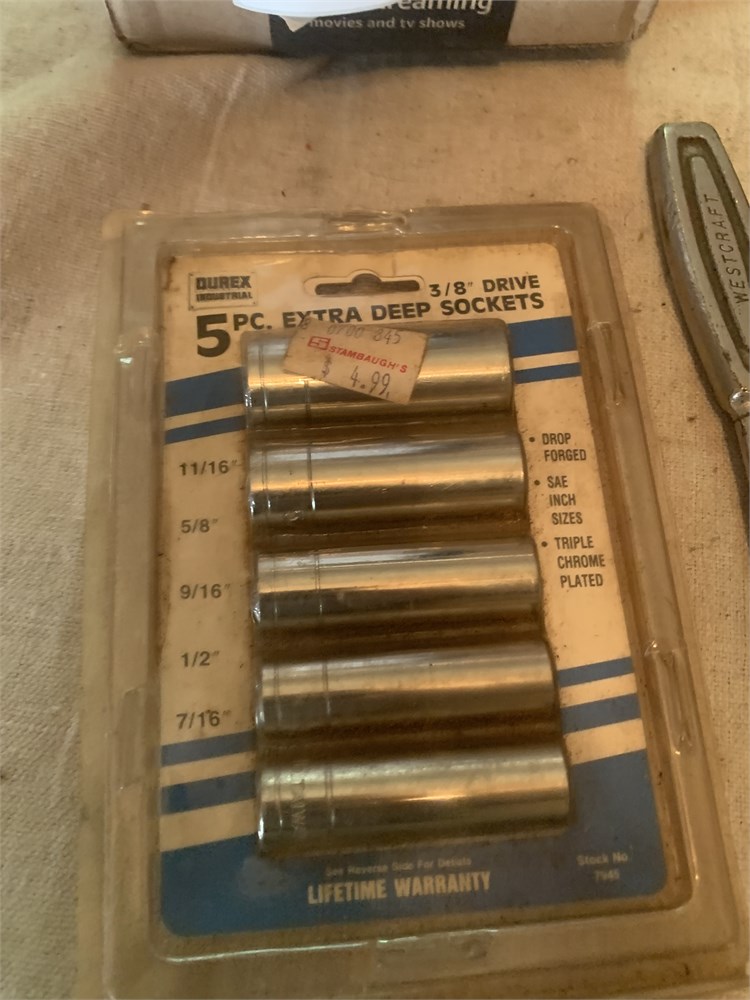 movies and tv shows
WESTCRAFT
DUREX
INDUSTRIAL
3/8" DRIVE
5 PC. EXTRA DEEP SOCKETS
STAMBAUGH'S
$ 4.99
11/16"
5/8"
9/16"
1/2"
7/16"
• DROP
FORGED
• SAE
INCH
SIZES
• TRIPLE
CHROME
PLATED
See Reverse Side For Details
LIFETIME WARRANTY
Stock No